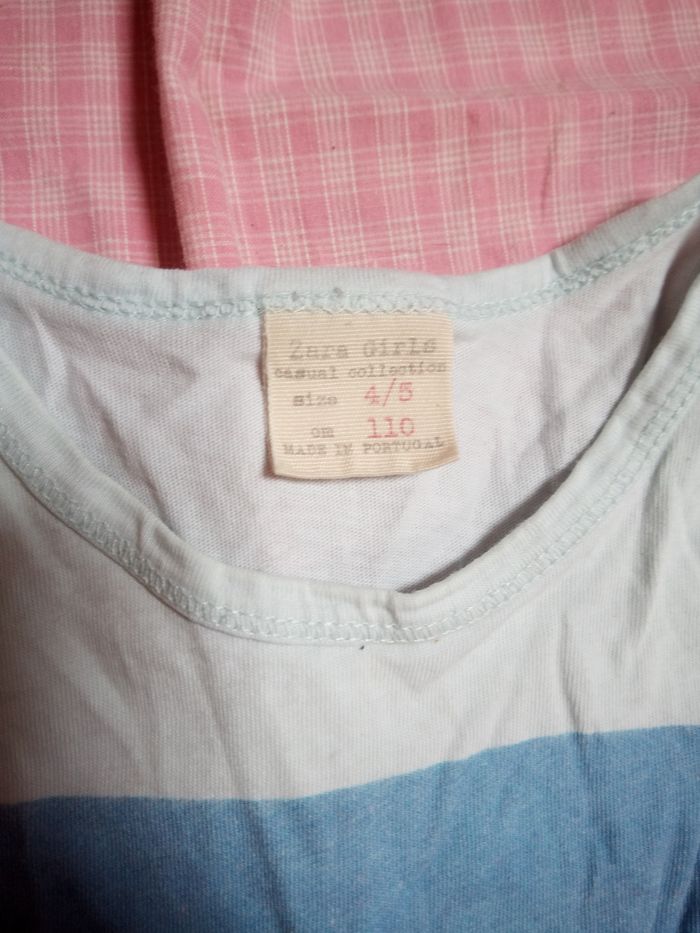 Zara Girls
casual collection
size 4/5
cm 110
MADE IN PORTUGAL